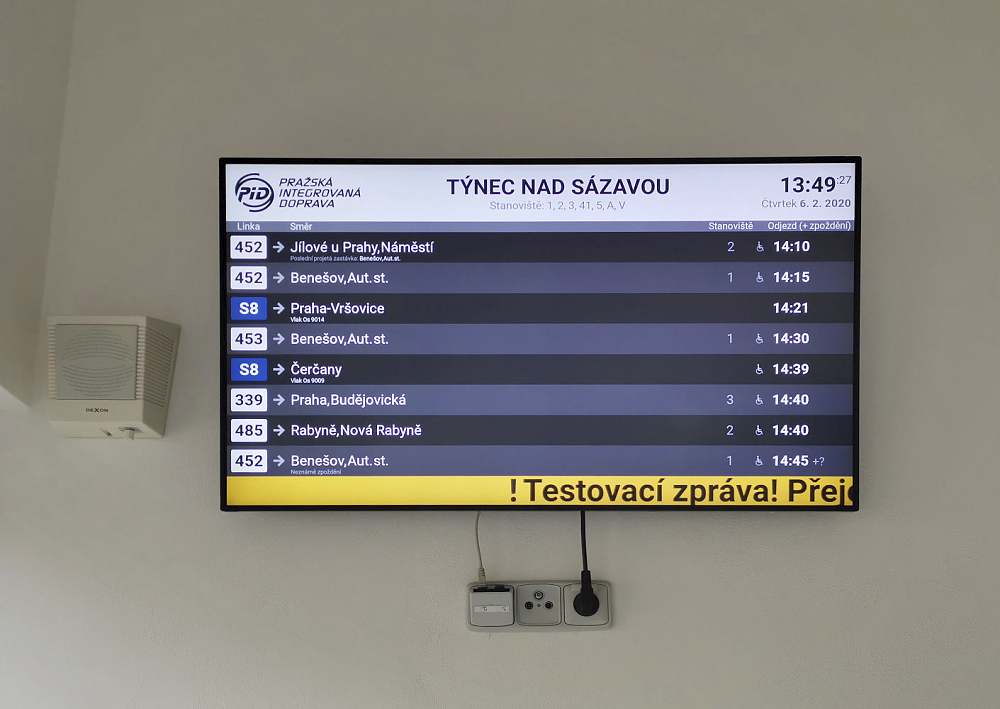 PID PRAŽSKÁ
INTEGROVANÁ
DOPRAVA
TÝNEC NAD SÁZAVOU
Stanoviště: 1, 2, 3, 41, 5, A, V
13:49:27
Čtvrtek 6. 2. 2020
Linka Směr Stanoviště Odjezd (+ zpoždění)
452 → Jílové u Prahy,Náměstí 2 14:10
Poslední projetá zastávka: Benešov,Aut.st.
452 → Benešov,Aut.st. 1 14:15
S8 → Praha-Vršovice 14:21
Vlak Os 9014
453 → Benešov,Aut.st. 1 14:30
S8 → Čerčany 14:39
Vlak Os 9009
339 → Praha,Budějovická 3 14:40
485 → Rabyně,Nová Rabyně 2 14:40
452 → Benešov,Aut.st. 1 14:45 +?
Neznámé zpoždění
! Testovací zpráva! Přej
DEXON